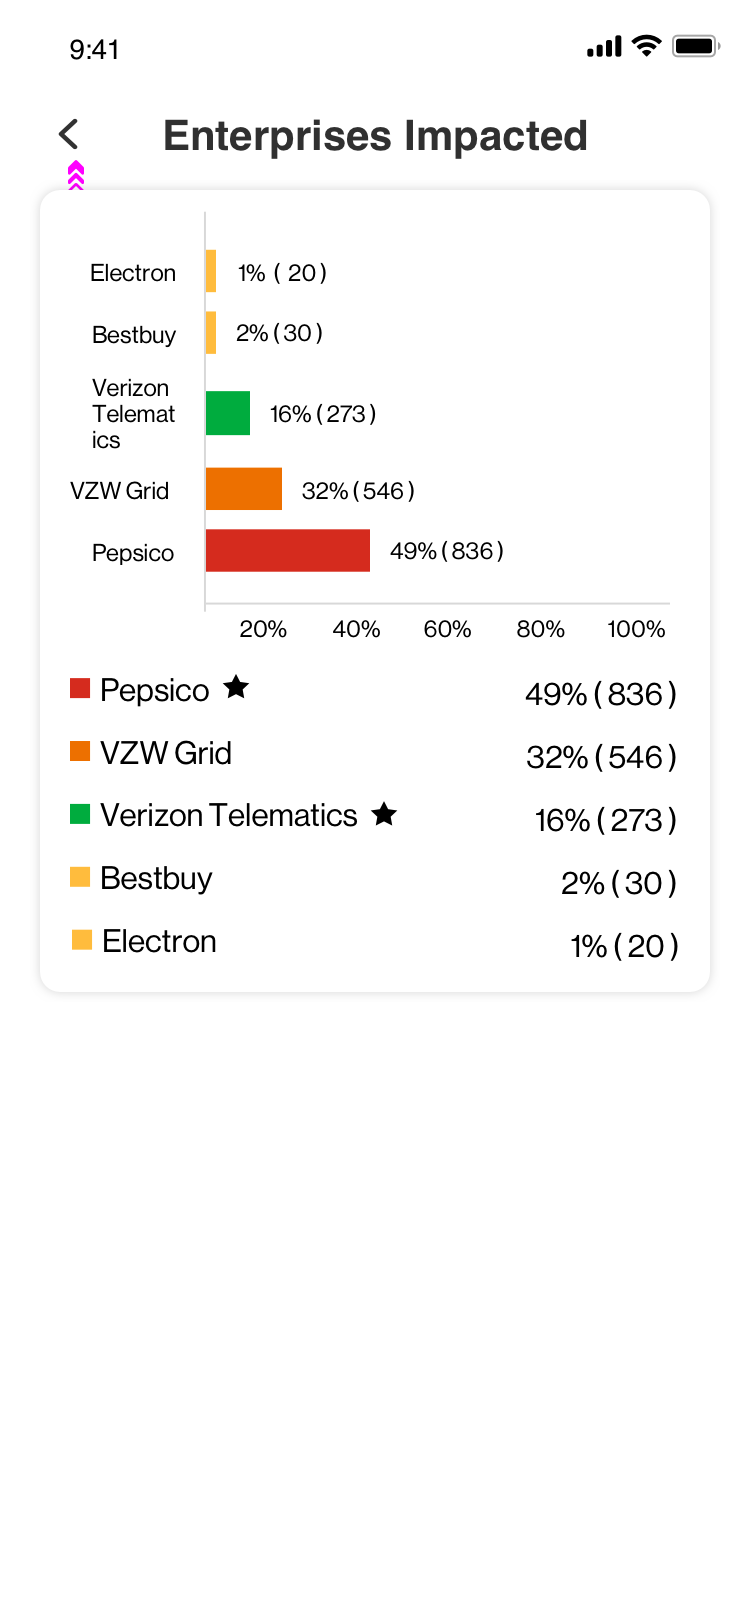 9:41
Enterprises Impacted
Electron 1% ( 20 )
Bestbuy 2% ( 30 )
Verizon
Telemat
ics
16% ( 273 )
VZW Grid 32% ( 546 )
Pepsico 49% ( 836 )
20% 40% 60% 80% 100%
Pepsico 49% ( 836 )
VZW Grid 32% ( 546 )
Verizon Telematics 16% ( 273 )
Bestbuy 2% ( 30 )
Electron 1% ( 20 )